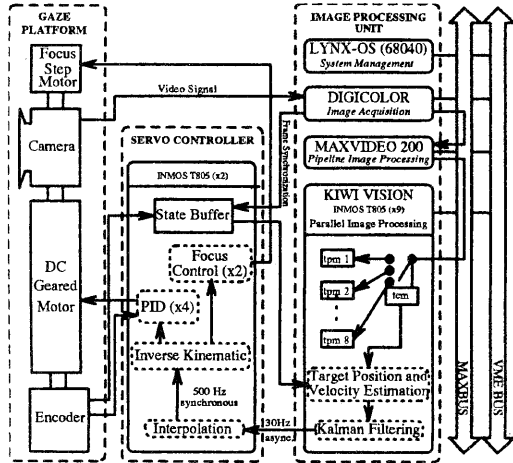 GAZE
PLATFORM
Focus
Step
Motor
Camera
DC
Geared
Motor
Encoder
Video Signal
SERVO CONTROLLER
INMOS T805 (x2)
State Buffer
Focus
Control (x2)
PID (x4)
Inverse Kinematic
500 Hz
synchronous
Interpolation
Frame Synchronization
30Hz
async.
IMAGE PROCESSING
UNIT
LYNX-OS (68040)
System Management
DIGICOLOR
Image Acquisition
MAXVIDEO 200
Pipeline Image Processing
KIWI VISION
INMOS T805 (x9)
Parallel Image Processing
tpm 1
tpm 2
tpm 8
tcm
Target Position and
Velocity Estimation
Kalman Filtering
MAXBUS
VME BUS